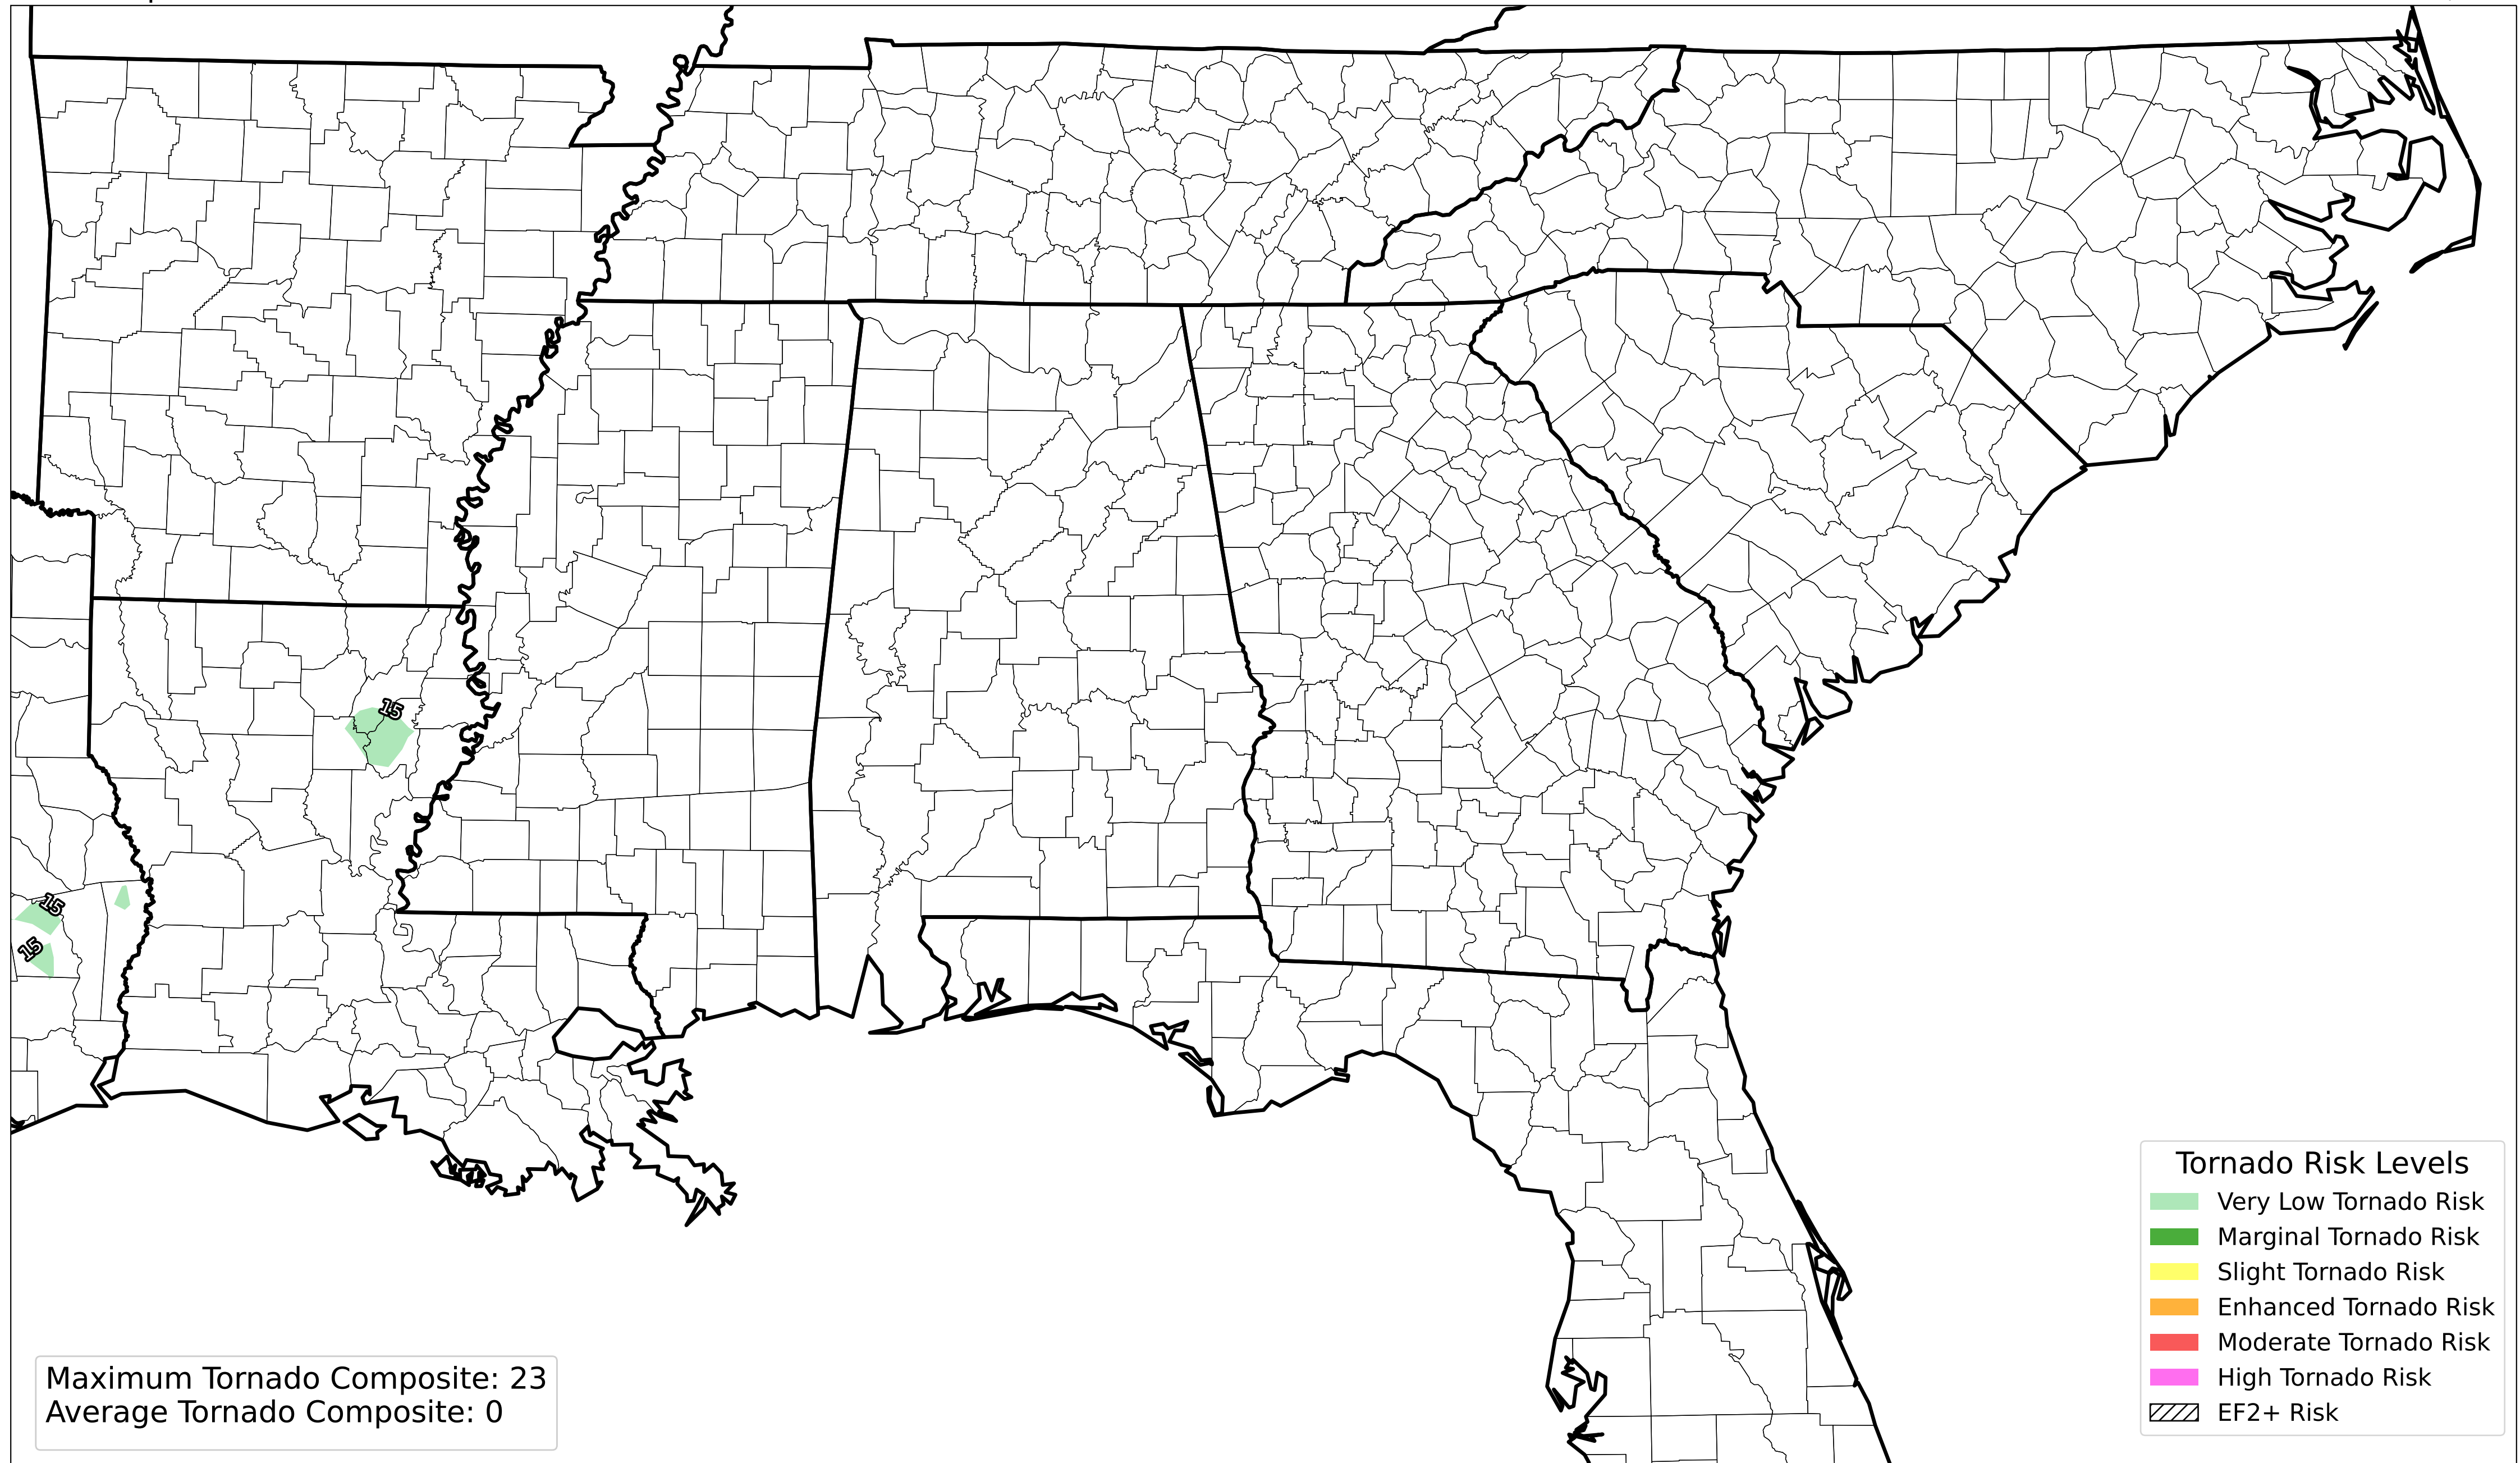 15
15
15
Tornado Risk Levels
Very Low Tornado Risk
Marginal Tornado Risk
Slight Tornado Risk
Enhanced Tornado Risk
Moderate Tornado Risk
High Tornado Risk
EF2+ Risk
Maximum Tornado Composite: 23
Average Tornado Composite: 0